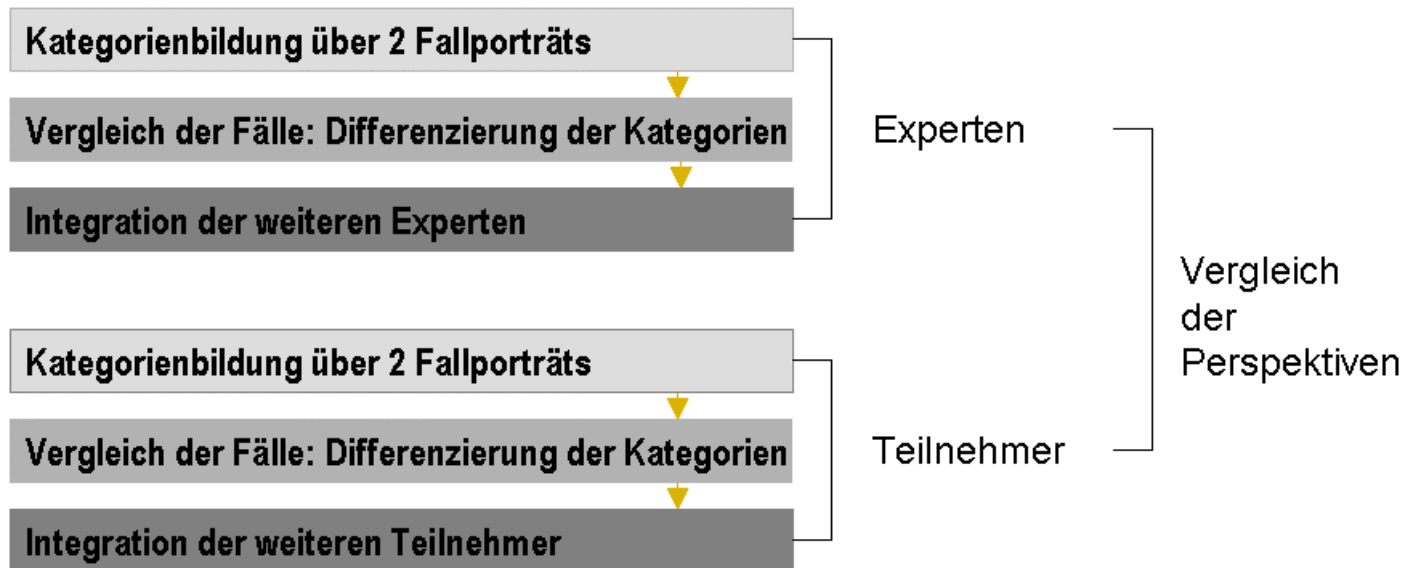 Kategorienbildung über 2 Fallporträts
Vergleich der Fälle: Differenzierung der Kategorien
Integration der weiteren Experten
Experten
Kategorienbildung über 2 Fallporträts
Vergleich der Fälle: Differenzierung der Kategorien
Integration der weiteren Teilnehmer
Teilnehmer
Vergleich
der
Perspektiven